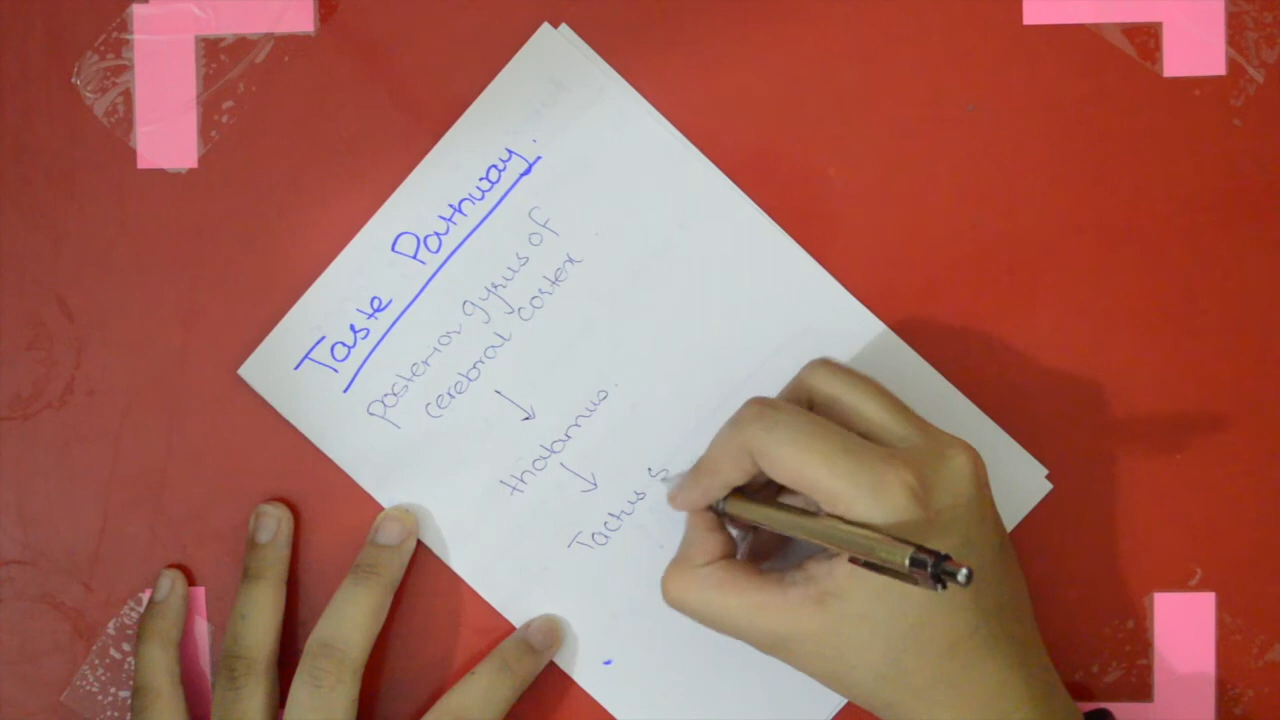 Taste Pathway.
posterior gyrus of
cerebral cortex
↓
thalamus.
↓
Tactus s